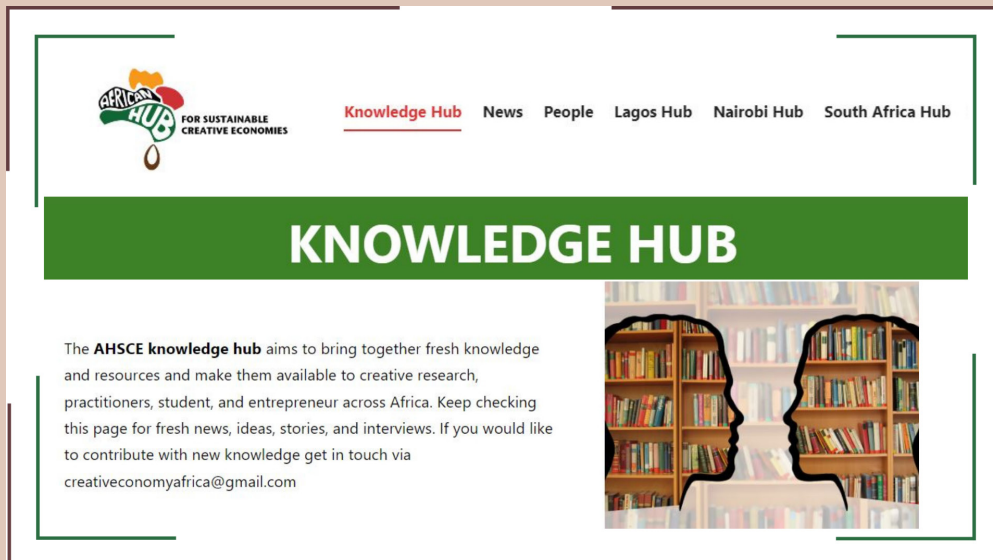 AFRICAN
HUB
FOR SUSTAINABLE
CREATIVE ECONOMIES
Knowledge Hub News People Lagos Hub Nairobi Hub South Africa Hub
KNOWLEDGE HUB
The AHSCE knowledge hub aims to bring together fresh knowledge
and resources and make them available to creative research,
practitioners, student, and entrepreneur across Africa. Keep checking
this page for fresh news, ideas, stories, and interviews. If you would like
to contribute with new knowledge get in touch via
creativeconomyafrica@gmail.com